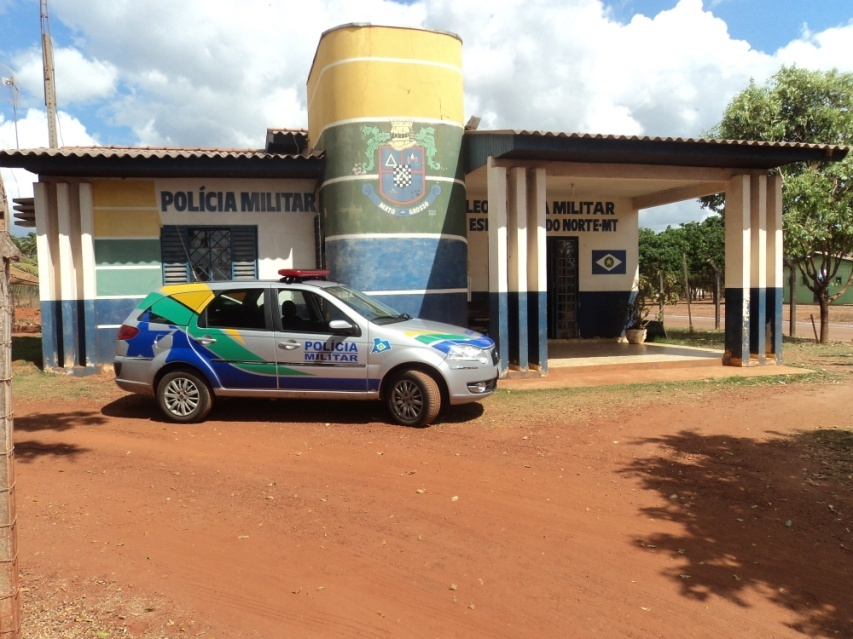 POLÍCIA MILITAR
MATO - GROSSO
MILITAR
DO NORTE-MT
POLÍCIA
MILITAR